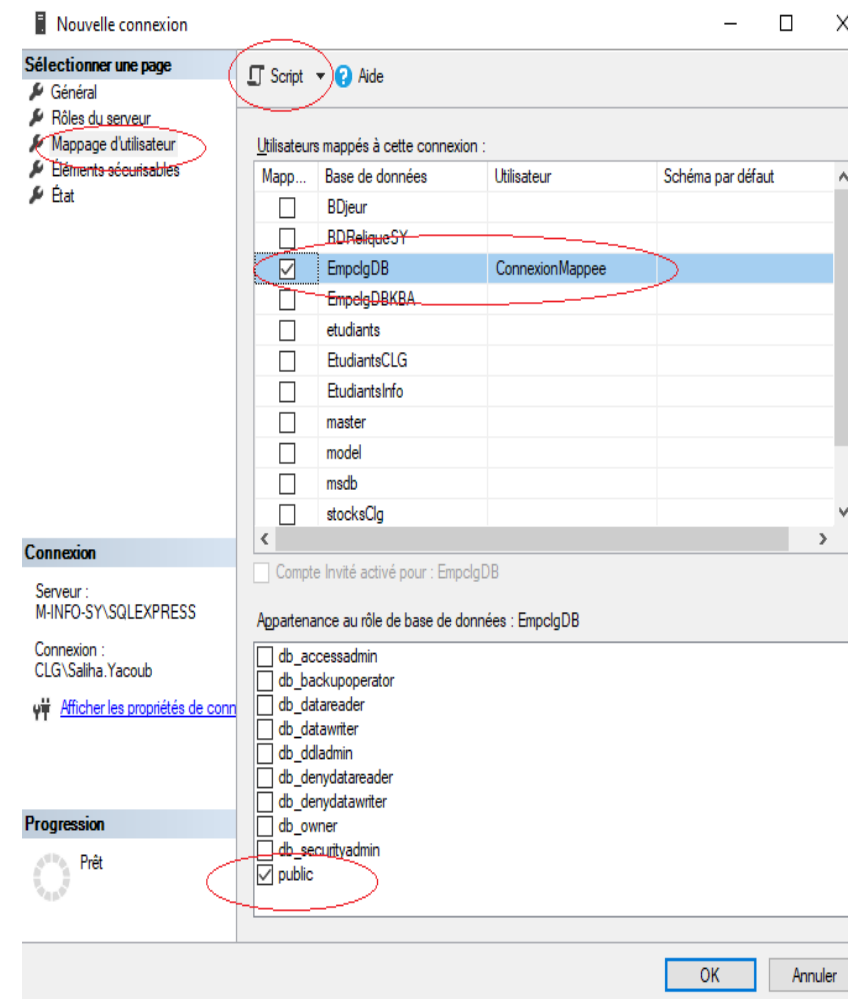 Nouvelle connexion
Sélectionner une page
Général
Rôles du serveur
Mappage d'utilisateur
Éléments sécurisables
État
Script
Aide
Utilisateurs mappés à cette connexion :
Mapp... Base de données Utilisateur Schéma par défaut
BDjeur
BDReliqueSY
EmpclgDB ConnexionMappee
EmpclgDBKBA
etudiants
EtudiantsCLG
EtudiantsInfo
master
model
msdb
stocksClg
Compte Invité activé pour : EmpclgDB
Connexion
Serveur :
M-INFO-SY\SQLEXPRESS
Connexion :
CLG\Saliha.Yacoub
Afficher les propriétés de conn
Appartenance au rôle de base de données : EmpclgDB
db_accessadmin
db_backupoperator
db_datareader
db_datawriter
db_ddladmin
db_denydatareader
db_denydatawriter
db_owner
db_securityadmin
public
Progression
Prêt
OK
Annuler